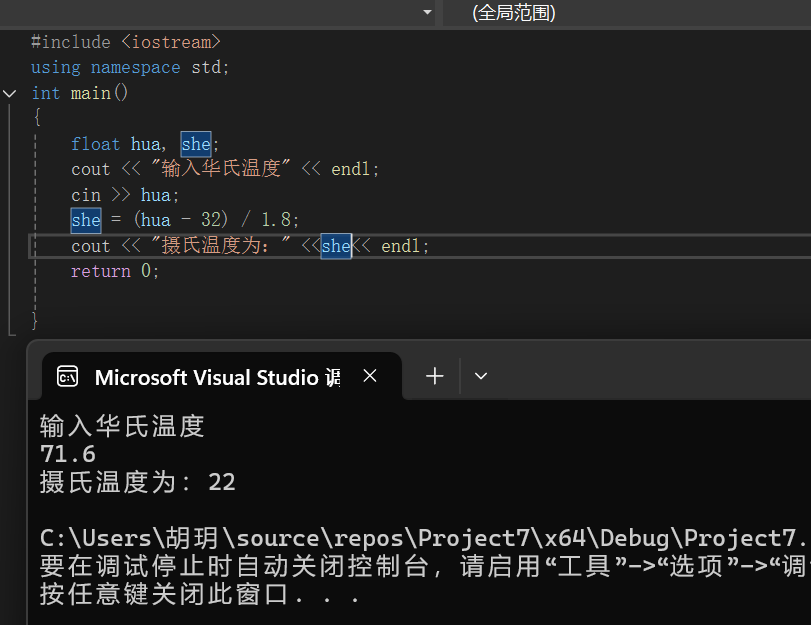 (全局范围)
#include <iostream>
using namespace std;
int main()
{
float hua, she;
cout << "输入华氏温度" << endl;
cin >> hua;
she = (hua - 32) / 1.8;
cout << "摄氏温度为：" <<she<< endl;
return 0;
}
Microsoft Visual Studio 调
输入华氏温度
71.6
摄氏温度为：22
C:\Users\胡玥\source\repos\Project7\x64\Debug\Project7.
要在调试停止时自动关闭控制台，请启用“工具”->“选项”->“调
按任意键关闭此窗口. . .